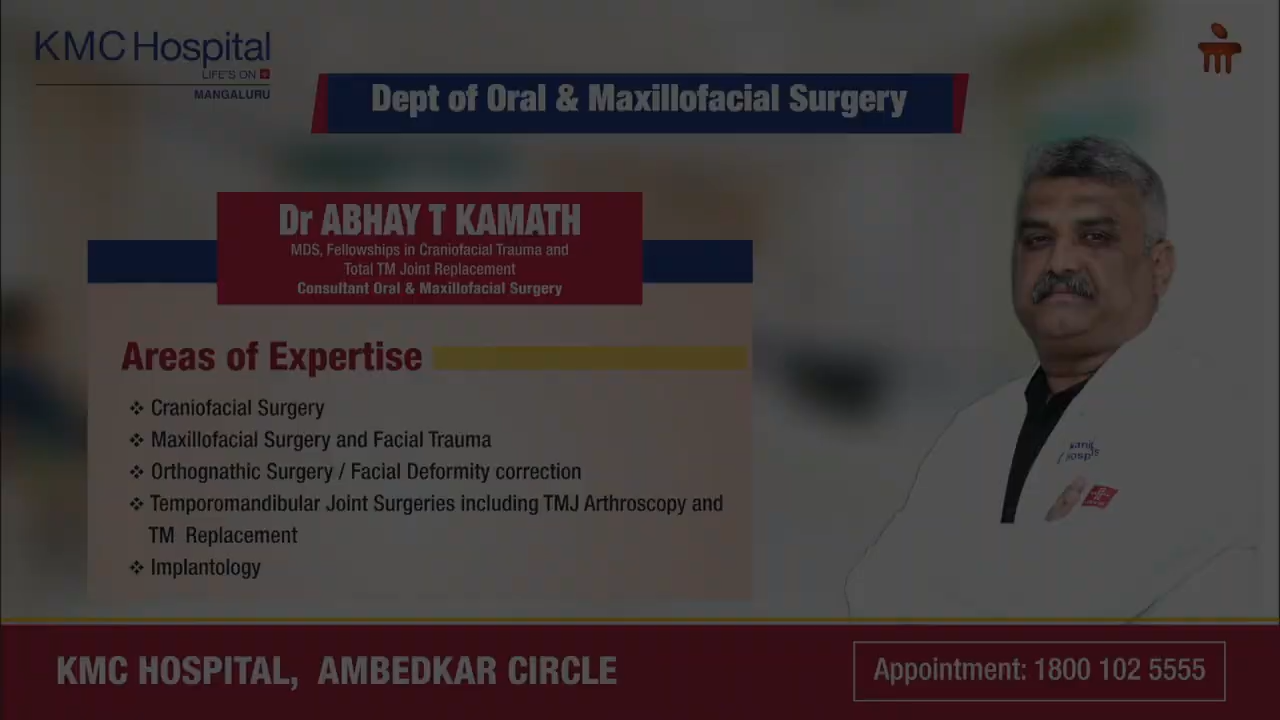 KMC Hospital
LIFE'S ON
MANGALURU
Dept of Oral & Maxillofacial Surgery
Dr ABHAY T KAMATH
MDS, Fellowships in Craniofacial Trauma and
Total TM Joint Replacement
Consultant Oral & Maxillofacial Surgery
Areas of Expertise
❖ Craniofacial Surgery
❖ Maxillofacial Surgery and Facial Trauma
❖ Orthognathic Surgery / Facial Deformity correction
❖ Temporomandibular Joint Surgeries including TMJ Arthroscopy and
TM Replacement
❖ Implantology
KMC HOSPITAL, AMBEDKAR CIRCLE
Appointment: 1800 102 5555